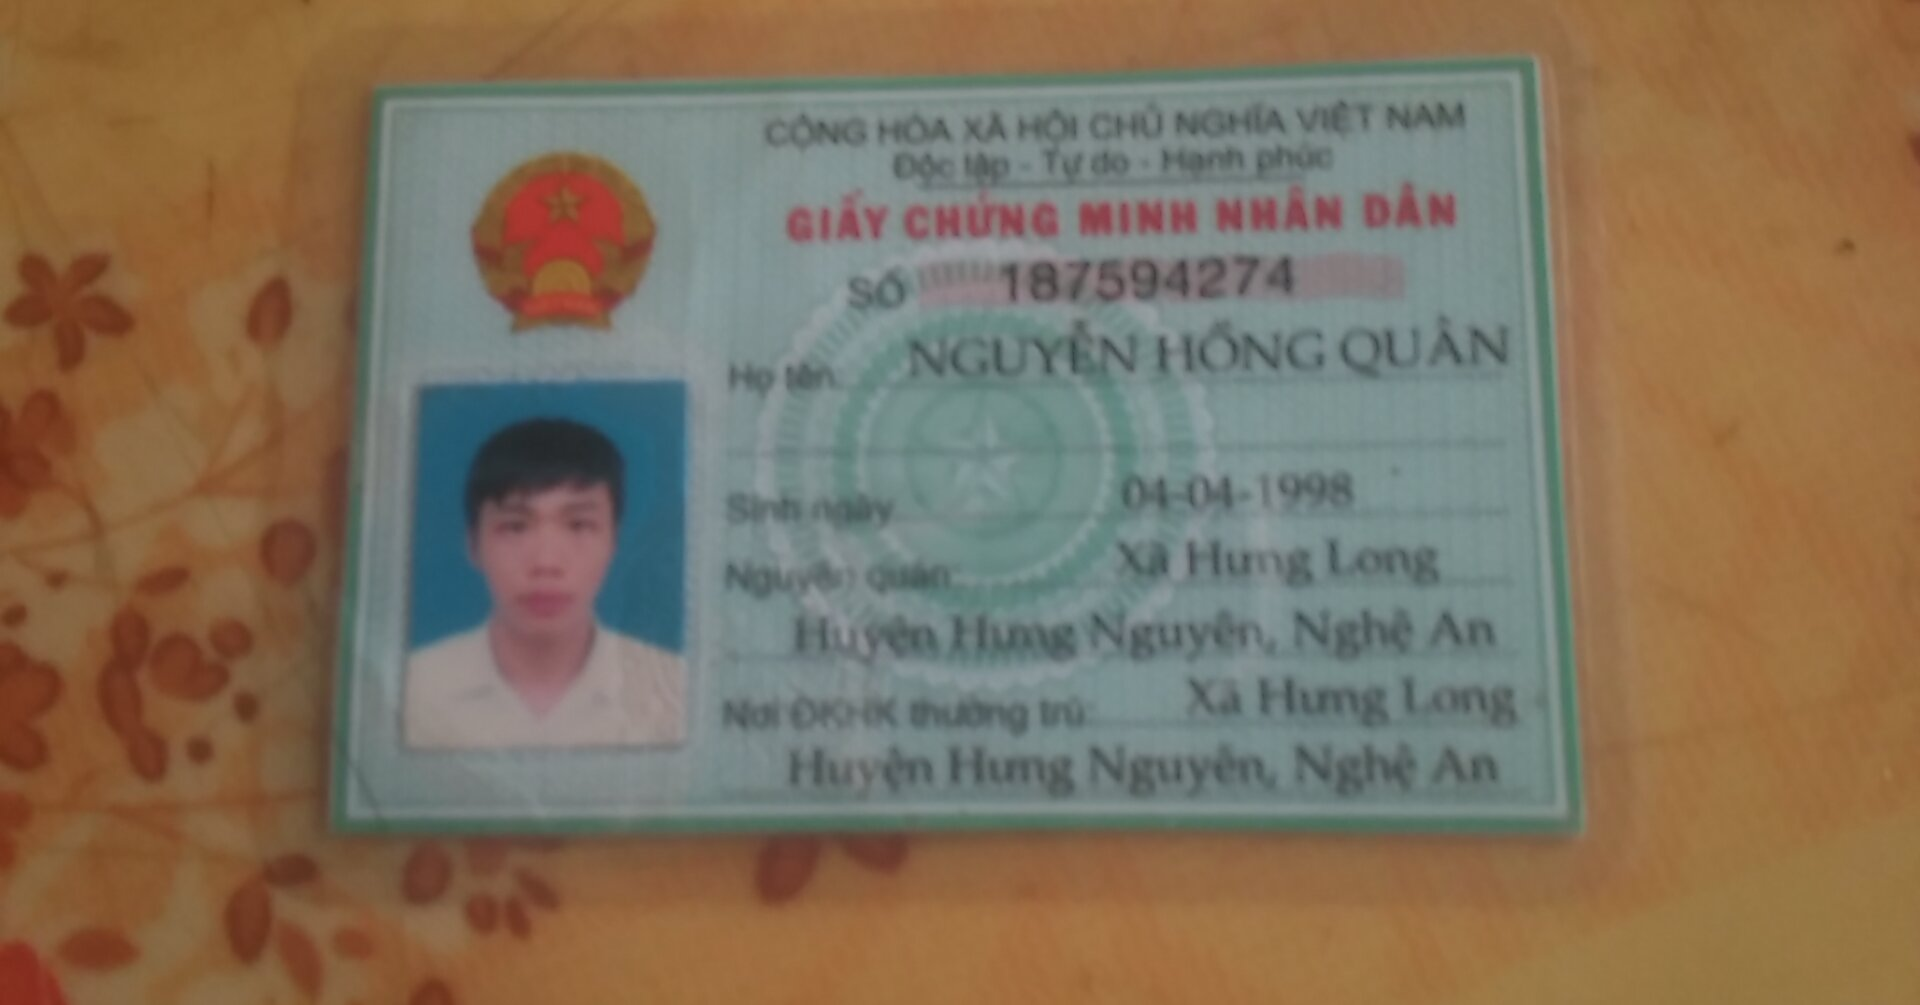 CỘNG HÒA XÃ HỘI CHỦ NGHĨA VIỆT NAM
Độc lập - Tự do - Hạnh phúc
GIẤY CHỨNG MINH NHÂN DÂN
SỐ 187594274
Họ tên: NGUYỄN HỒNG QUÂN
Sinh ngày: 04-04-1998
Nguyên quán: Xã Hưng Long
Huyện Hưng Nguyên, Nghệ An
Nơi ĐKHK thường trú: Xã Hưng Long
Huyện Hưng Nguyên, Nghệ An